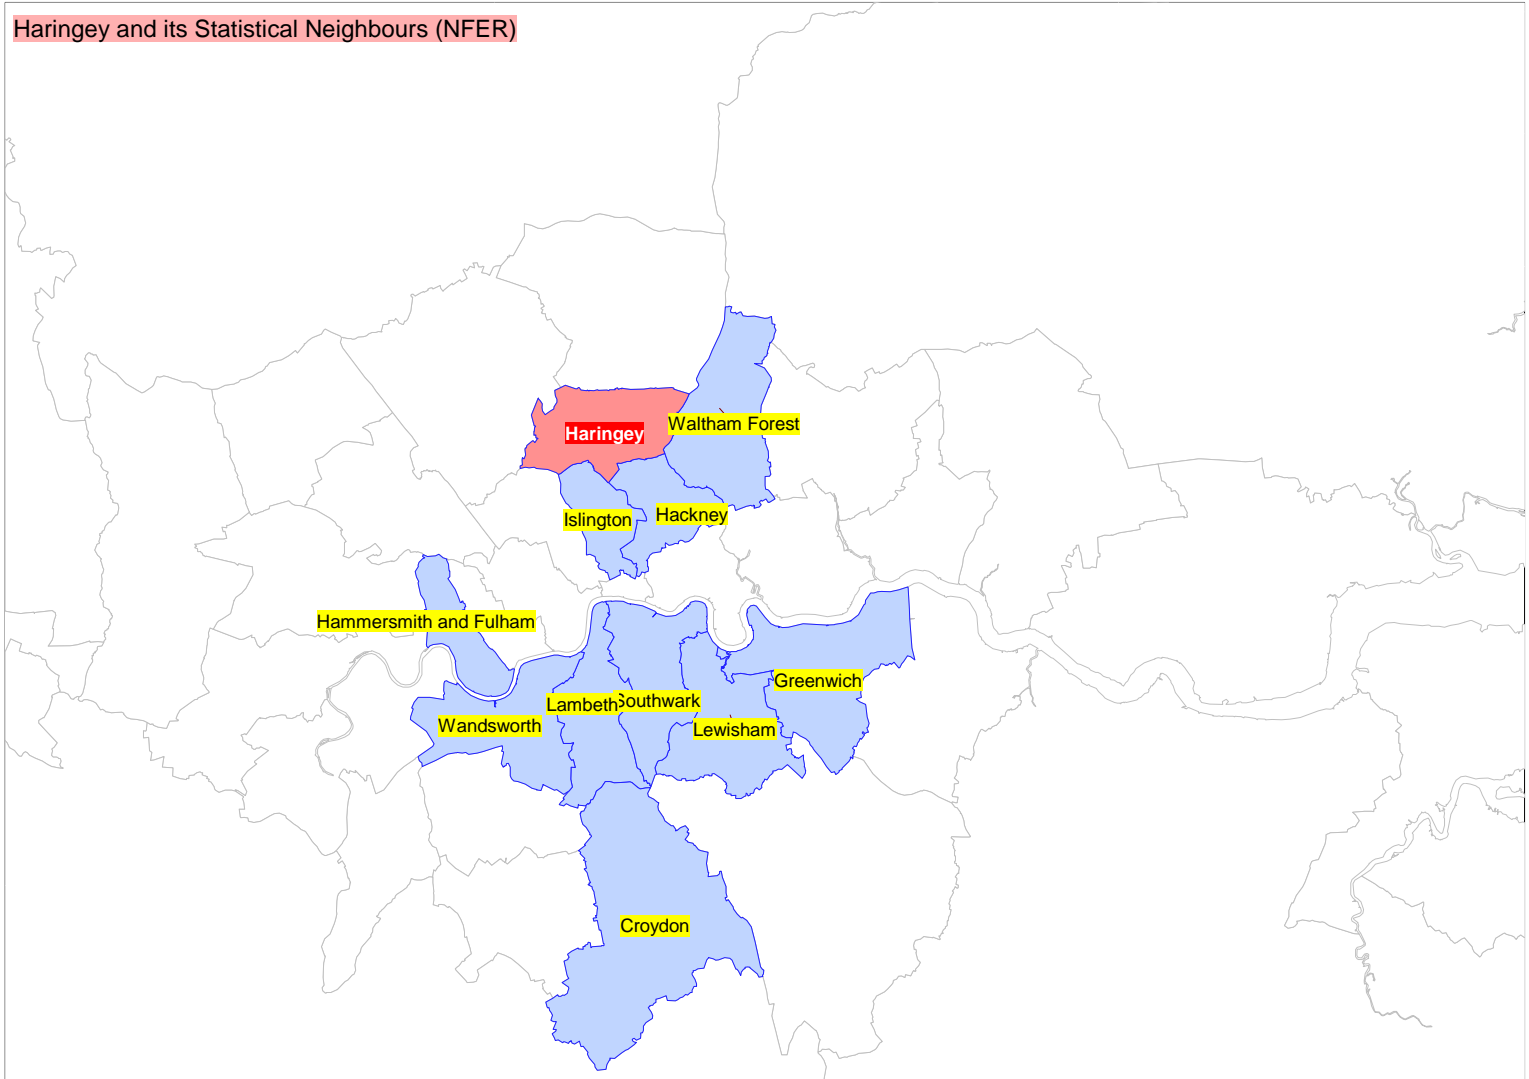 Haringey and its Statistical Neighbours (NFER)
Waltham Forest
Haringey
Hackney
Islington
Hammersmith and Fulham
Greenwich
Lambeth
Southwark
Wandsworth
Lewisham
Croydon